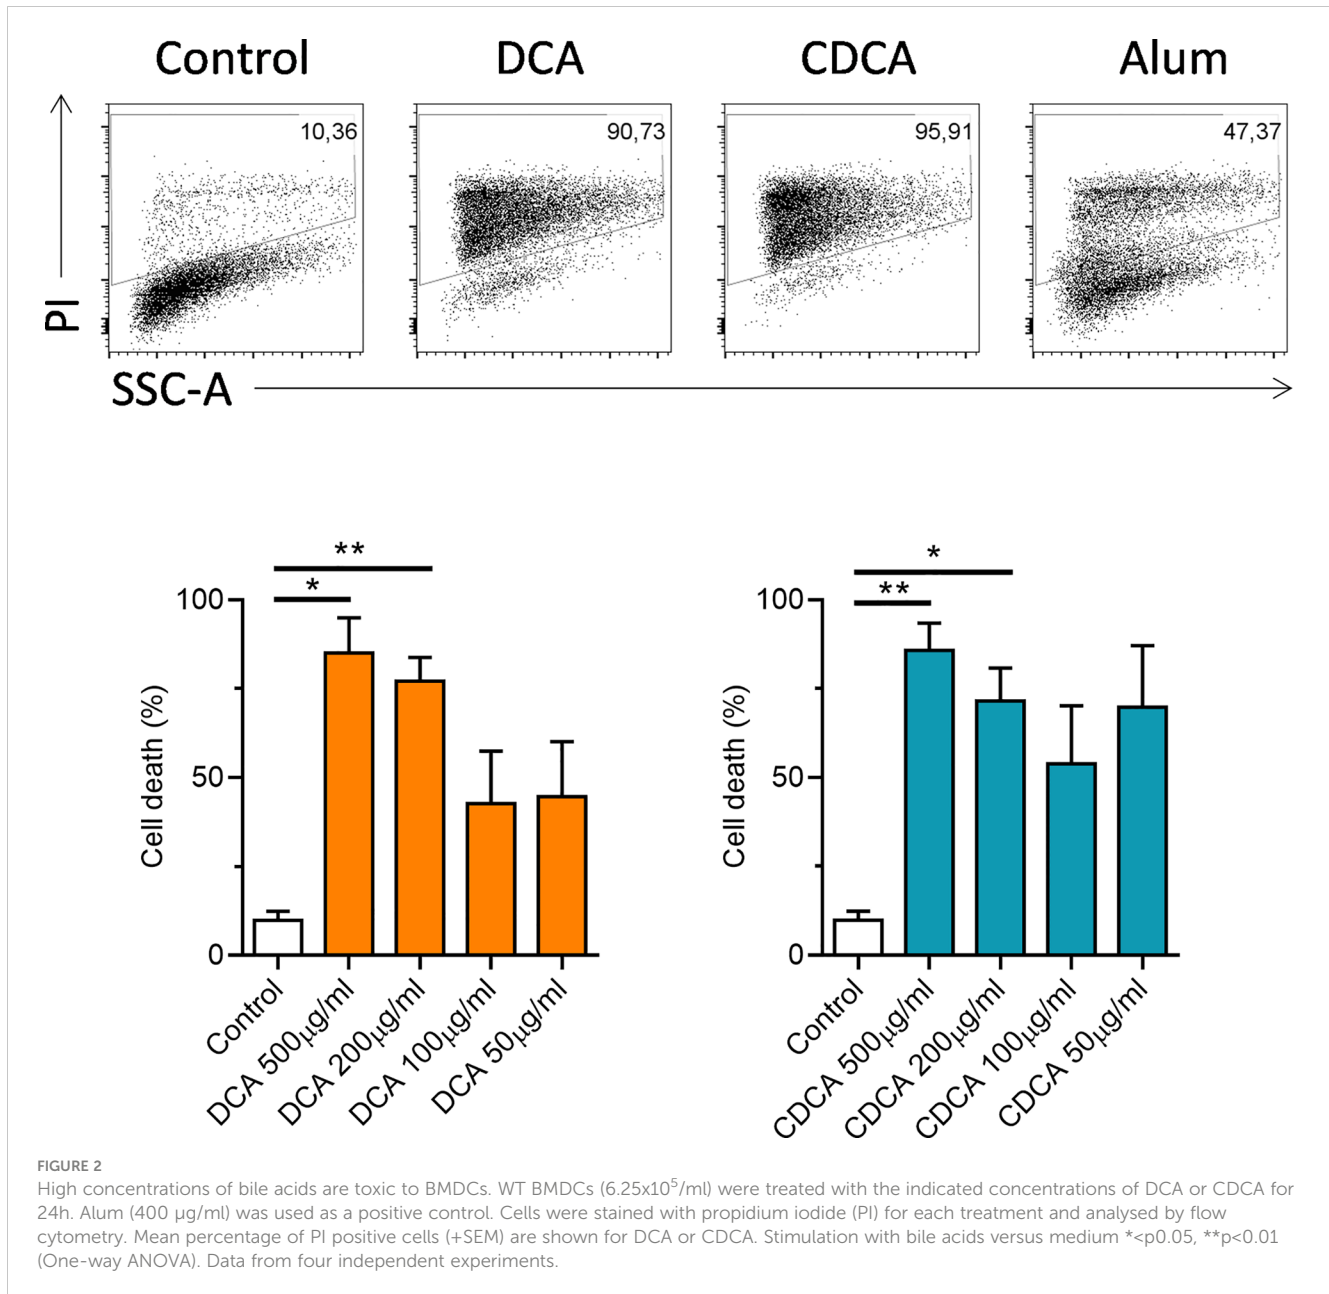 Control DCA CDCA Alum
10,36 90,73 95,91 47,37
PI
SSC-A
** *
* **
100 100
Cell death (%) Cell death (%)
50 50
0 0
Control DCA 500µg/ml DCA 200µg/ml DCA 100µg/ml DCA 50µg/ml
Control CDCA 500µg/ml CDCA 200µg/ml CDCA 100µg/ml CDCA 50µg/ml
FIGURE 2
High concentrations of bile acids are toxic to BMDCs. WT BMDCs (6.25x10⁵/ml) were treated with the indicated concentrations of DCA or CDCA for
24h. Alum (400 µg/ml) was used as a positive control. Cells were stained with propidium iodide (PI) for each treatment and analysed by flow
cytometry. Mean percentage of PI positive cells (+SEM) are shown for DCA or CDCA. Stimulation with bile acids versus medium *<p0.05, **p<0.01
(One-way ANOVA). Data from four independent experiments.